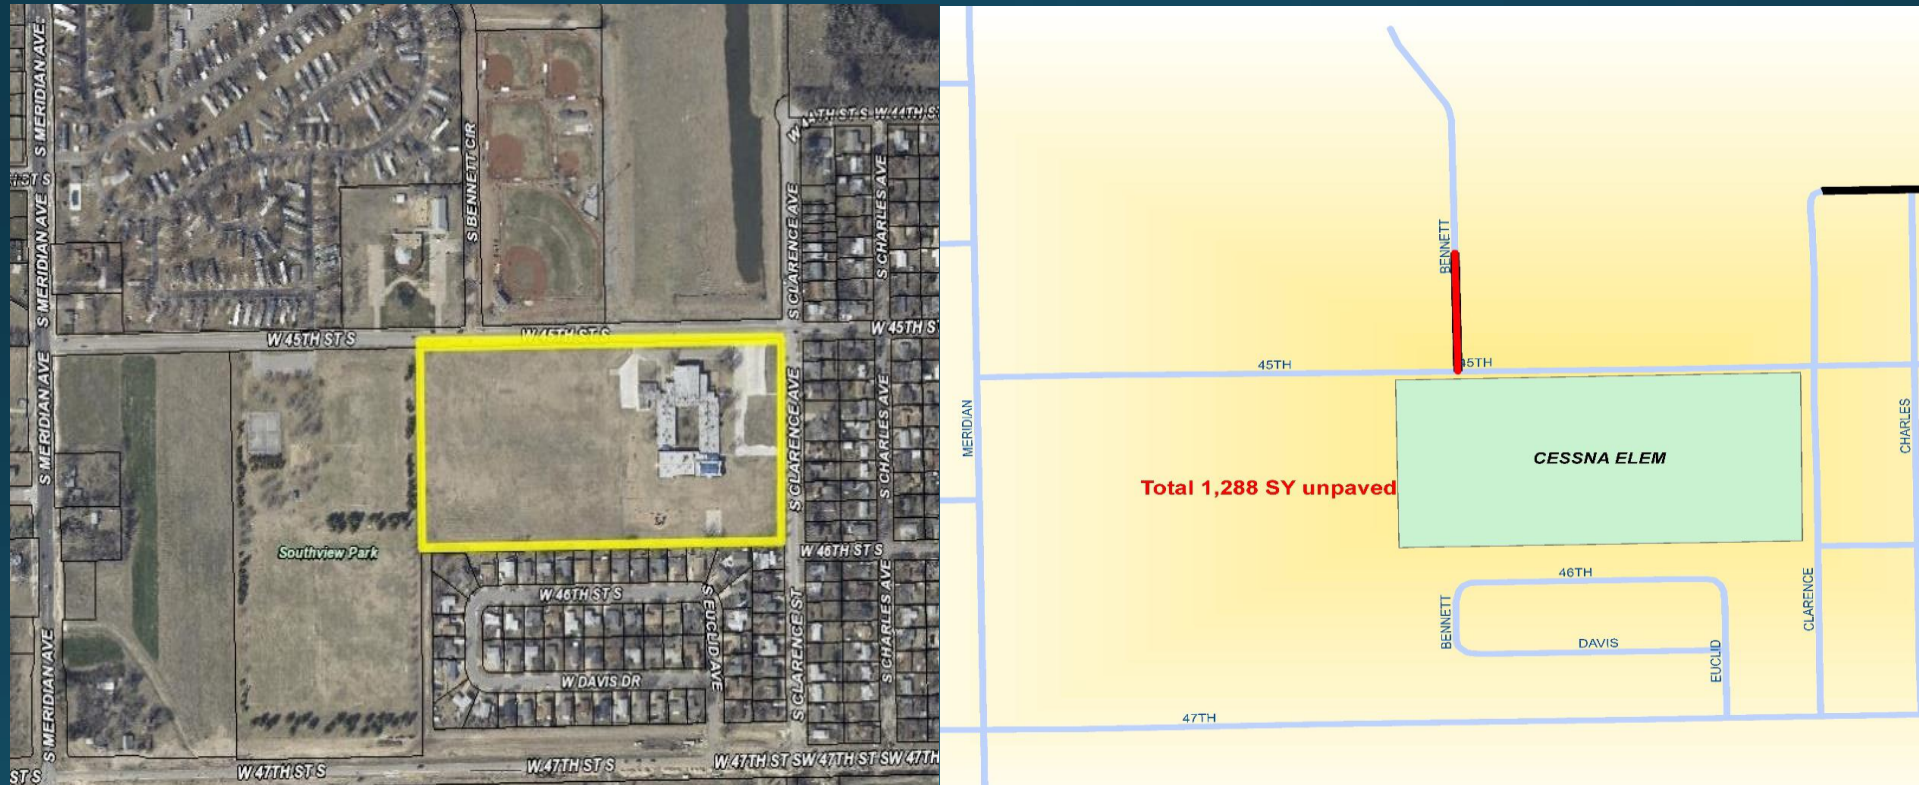 S MERIDIAN AVE
S MERIDIAN AVE
S MERIDIAN AVE
S MERIDIAN AVE
ST S
S BENNETT CIR
W 44TH ST S
W 44TH S
S CLARENCE AVE
S CHARLES AVE
S CHARLES AVE
W 45TH ST S
W 45TH ST S
W 45TH S
S CLARENCE AVE
S CHARLES AVE
Southview Park
W 46TH ST S
W 46TH ST S
S EUCLID AVE
S CLARENCE ST
S CHARLES AVE
W DAVIS DR
ST S
W 47TH ST S
W 47TH ST S
W 47TH ST S
W 47TH ST S
W 47TH
BENNETT
45TH
45TH
MERIDIAN
CHARLES
CESSNA ELEM
Total 1,288 SY unpaved
46TH
BENNETT
DAVIS
EUCLID
CLARENCE
47TH